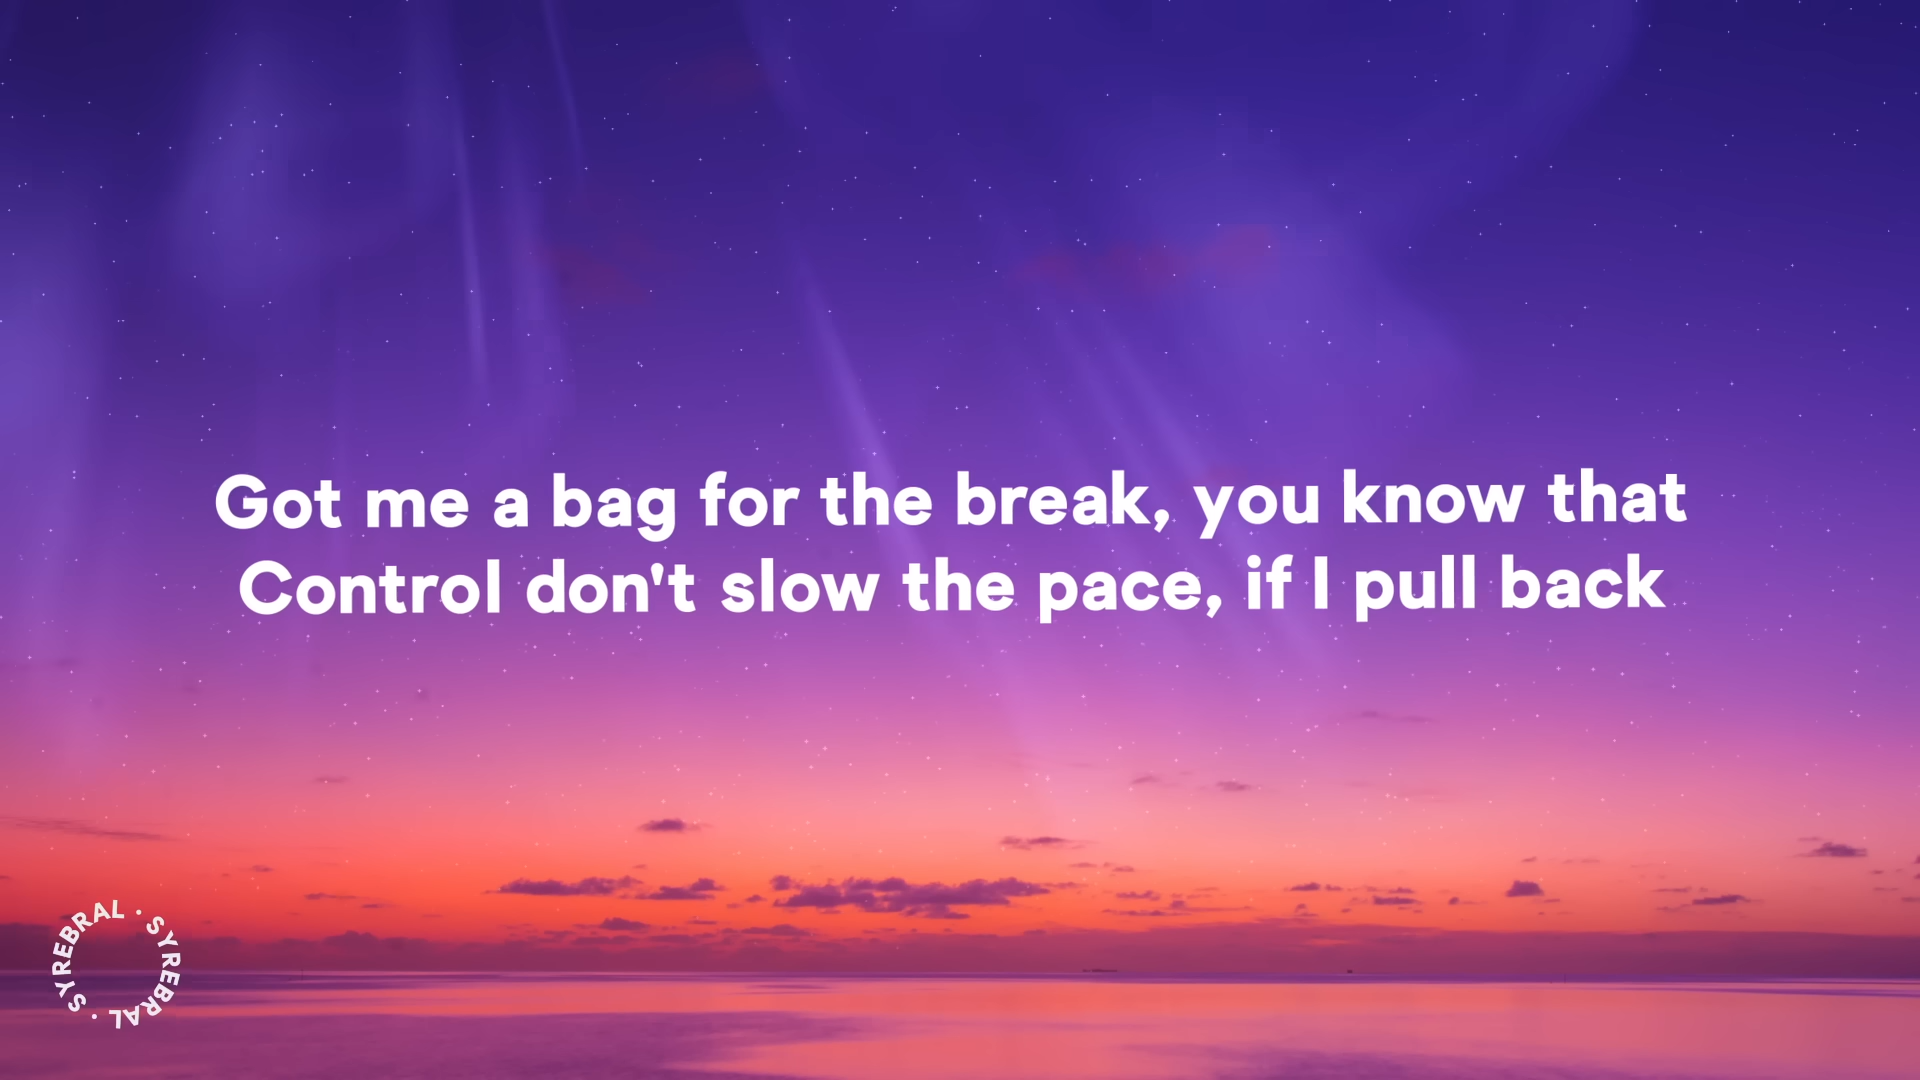 Got me a bag for the break, you know that
Control don't slow the pace, if I pull back
SYREBRAL · SYREBRAL ·